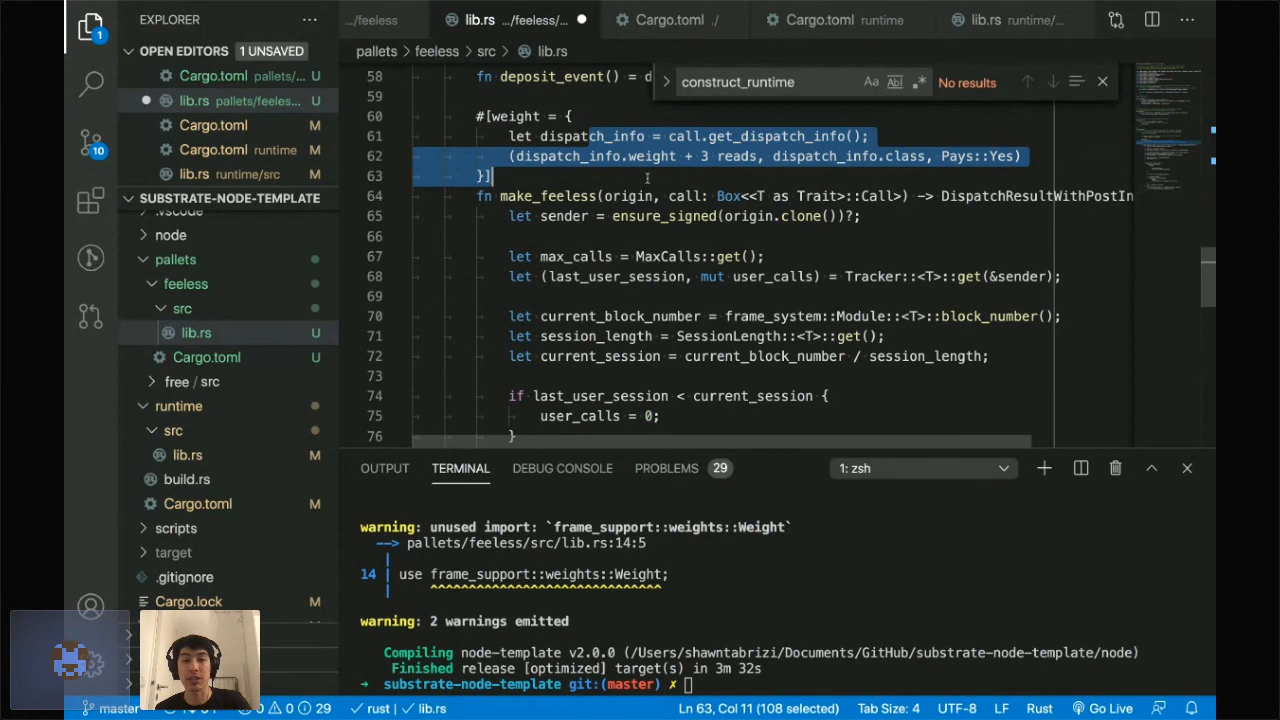 EXPLORER
.../feeless
lib.rs .../feeless/...
Cargo.toml ./
Cargo.toml runtime
lib.rs runtime/...
OPEN EDITORS 1 UNSAVED
pallets › feeless › src › lib.rs
Cargo.toml pallets/... U
lib.rs pallets/feeles... U
Cargo.toml M
Cargo.toml runtime M
lib.rs runtime/src M
SUBSTRATE-NODE-TEMPLATE
.vscode
node
pallets
feeless
src
lib.rs U
Cargo.toml U
free / src
runtime
src
lib.rs M
build.rs
Cargo.toml M
scripts
target
.gitignore
Cargo.lock M
1
10
construct_runtime
Aa
No results
58 fn deposit_event() = d
59
60 #[weight = {
61 let dispatch_info = call.get_dispatch_info();
62 (dispatch_info.weight + 3 reads, dispatch_info.class, Pays::Yes)
63 }]
64 fn make_feeless(origin, call: Box<<T as Trait>::Call>) -> DispatchResultWithPostIn
65 let sender = ensure_signed(origin.clone())?;
66
67 let max_calls = MaxCalls::get();
68 let (last_user_session, mut user_calls) = Tracker::<T>::get(&sender);
69
70 let current_block_number = frame_system::Module::<T>::block_number();
71 let session_length = SessionLength::<T>::get();
72 let current_session = current_block_number / session_length;
73
74 if last_user_session < current_session {
75 user_calls = 0;
76 }
OUTPUT TERMINAL DEBUG CONSOLE PROBLEMS 29
1: zsh
warning: unused import: `frame_support::weights::Weight`
--> pallets/feeless/src/lib.rs:14:5
|
14 | use frame_support::weights::Weight;
| ^^^^^^^^^^^^^^^^^^^^^^^^^^^^^
warning: 2 warnings emitted
Compiling node-template v2.0.0 (/Users/shawntabrizi/Documents/GitHub/substrate-node-template/node)
Finished release [optimized] target(s) in 3m 32s
➜ substrate-node-template git:(master) ✗
master
0 0 29
rust | ✓ lib.rs
Ln 63, Col 11 (108 selected)
Tab Size: 4
UTF-8
LF
Rust
Go Live